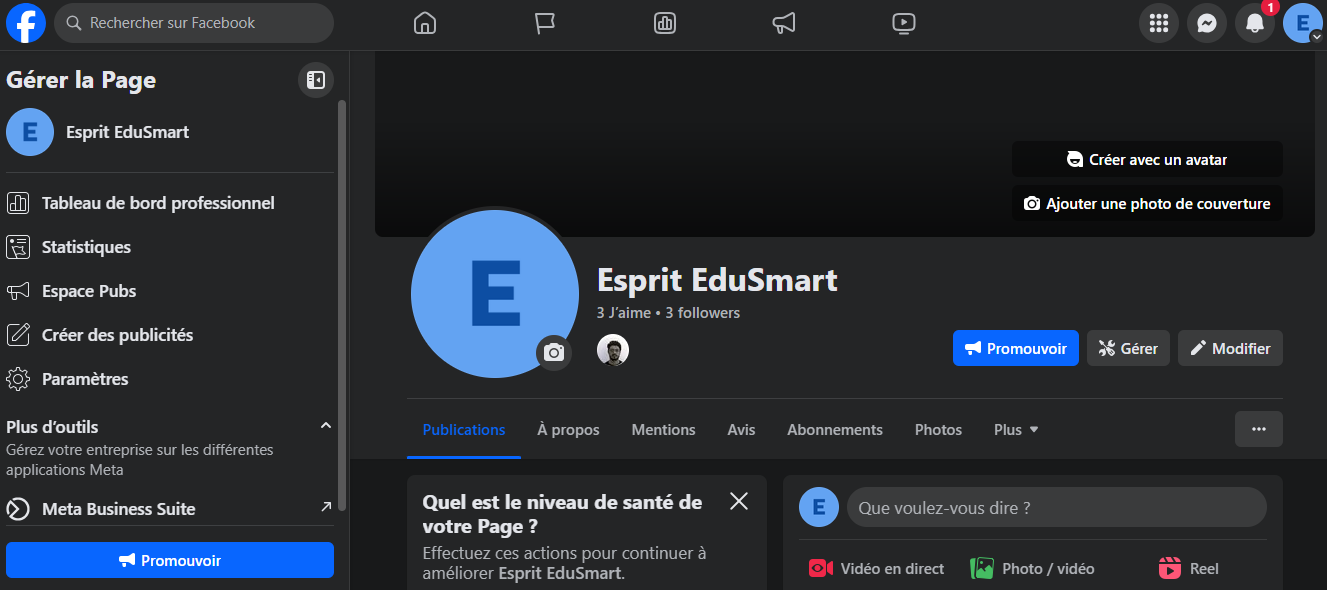 Rechercher sur Facebook
1
E
Gérer la Page
E
Esprit EduSmart
Tableau de bord professionnel
Statistiques
Espace Pubs
Créer des publicités
Paramètres
Plus d'outils
Gérez votre entreprise sur les différentes
applications Meta
Meta Business Suite
Promouvoir
Créer avec un avatar
Ajouter une photo de couverture
E
Esprit EduSmart
3 J'aime • 3 followers
Promouvoir
Gérer
Modifier
Publications
À propos
Mentions
Avis
Abonnements
Photos
Plus
Quel est le niveau de santé de
votre Page ?
Effectuez ces actions pour continuer à
améliorer Esprit EduSmart.
E
Que voulez-vous dire ?
Vidéo en direct
Photo / vidéo
Reel